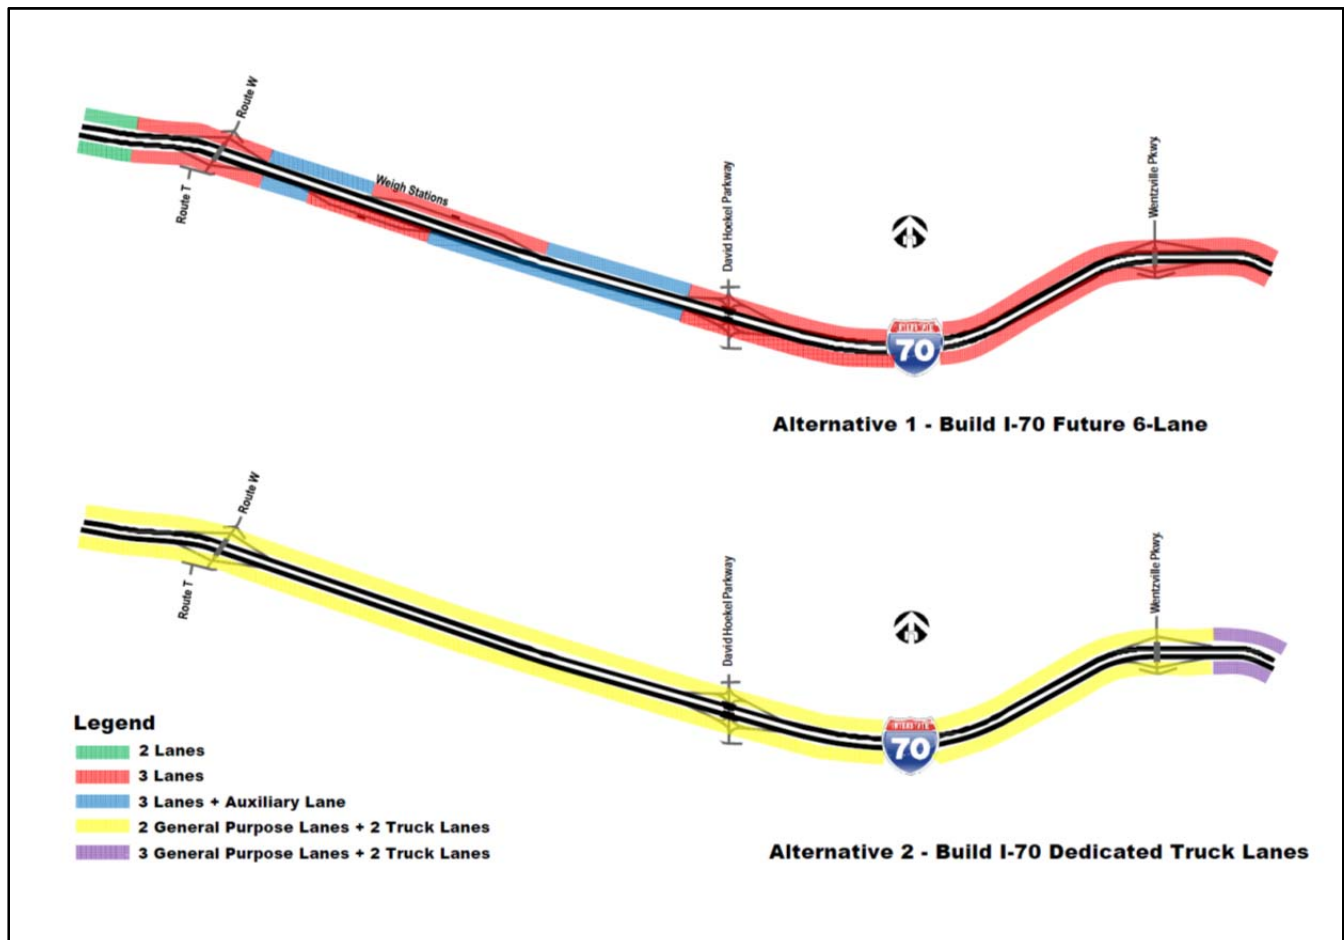 Route W
Weigh Stations
Route T
David Hoekel Parkway
Wentzville Pkwy.
INTERSTATE
70
Alternative 1 - Build I-70 Future 6-Lane
Route W
Route T
David Hoekel Parkway
Wentzville Pkwy.
INTERSTATE
70
Legend
2 Lanes
3 Lanes
3 Lanes + Auxiliary Lane
2 General Purpose Lanes + 2 Truck Lanes
3 General Purpose Lanes + 2 Truck Lanes
Alternative 2 - Build I-70 Dedicated Truck Lanes